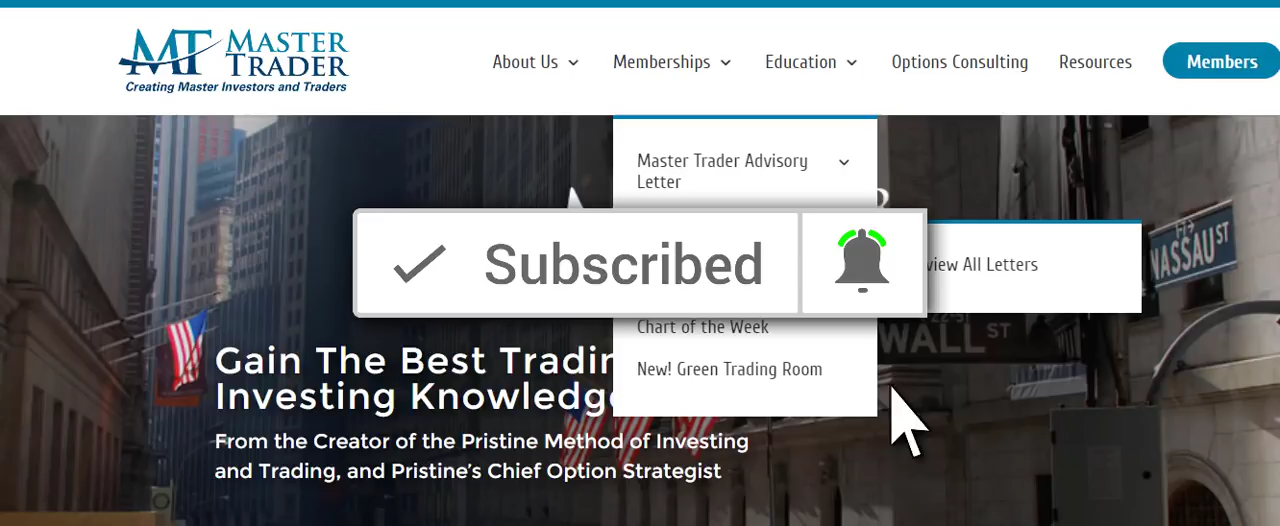 MT MASTER TRADER
Creating Master Investors and Traders
About Us
Memberships
Education
Options Consulting
Resources
Members
Master Trader Advisory
Letter
Subscribed
view All Letters
NASSAU ST
WALL ST
Chart of the Week
New! Green Trading Room
Gain The Best Tradin
Investing Knowledg
From the Creator of the Pristine Method of Investing
and Trading, and Pristine's Chief Option Strategist